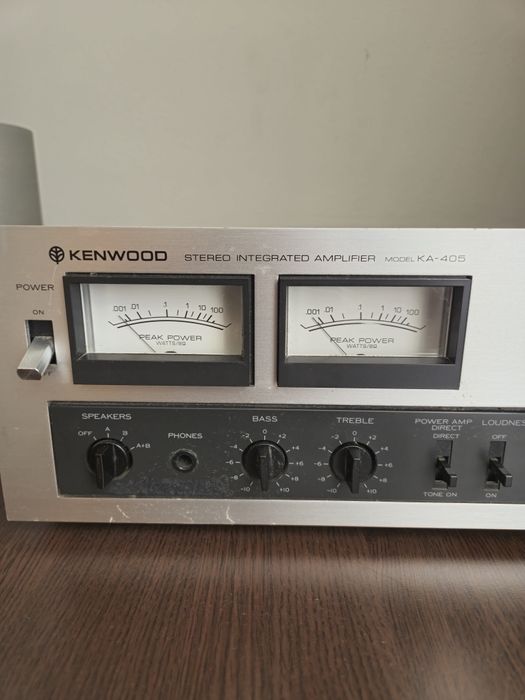 KENWOOD STEREO INTEGRATED AMPLIFIER MODEL KA-405
POWER
ON
.001 .01 .1 1 10 100
PEAK POWER
WATTS/8Ω
.001 .01 .1 1 10 100
PEAK POWER
WATTS/8Ω
SPEAKERS
OFF A B A+B
PHONES
BASS
0
-2 +2
-4 +4
-6 +6
-8 +8
-10 +10
TREBLE
0
-2 +2
-4 +4
-6 +6
-8 +8
-10 +10
POWER AMP
DIRECT
DIRECT
TONE ON
LOUDNES
OFF
ON